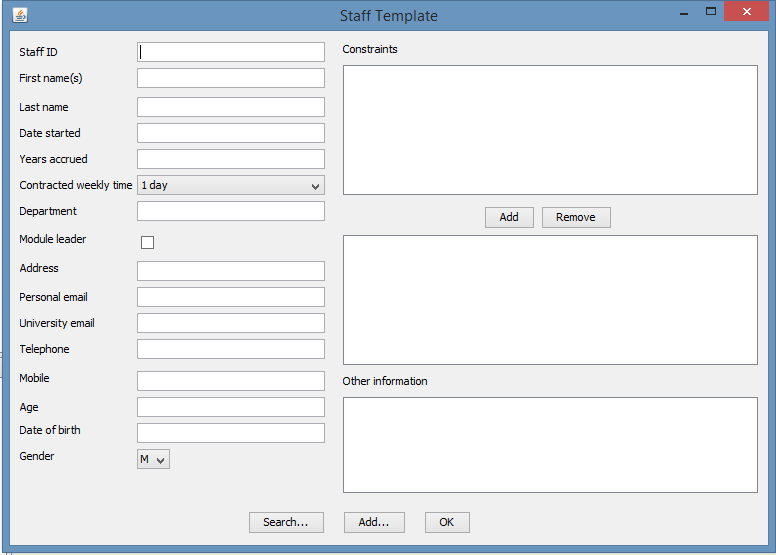 Staff Template
Staff ID
First name(s)
Last name
Date started
Years accrued
Contracted weekly time 1 day
Department
Module leader
Address
Personal email
University email
Telephone
Mobile
Age
Date of birth
Gender M
Constraints
Add Remove
Other information
Search... Add... OK